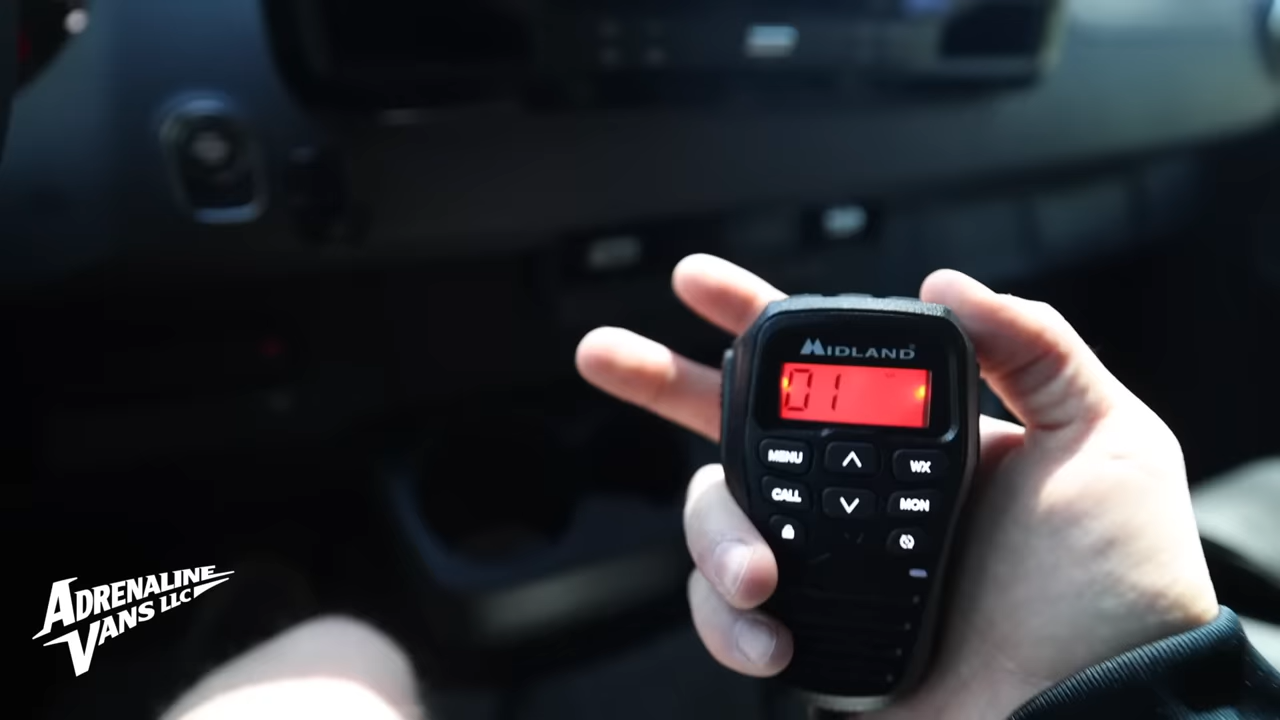 MIDLAND
01
MENU
WX
CALL
MON
ADRENALINE
VANS LLC